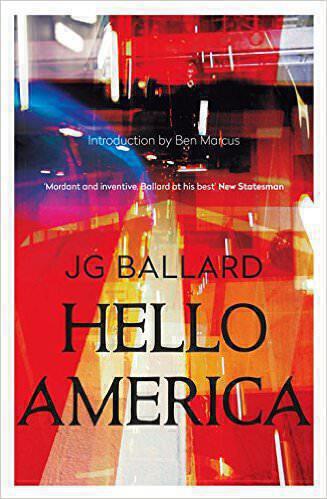 Introduction by Ben Marcus
'Mordant and inventive, Ballard at his best' New Statesman
JG BALLARD
HELLO
AMERICA